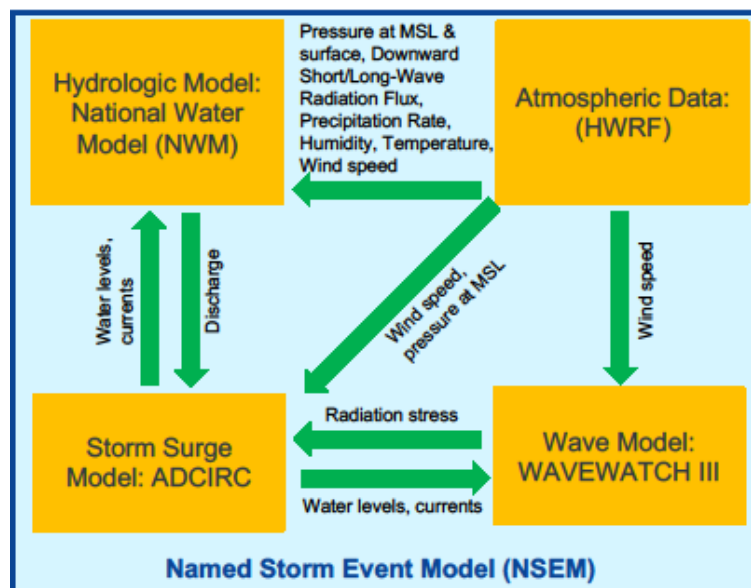 Hydrologic Model:
National Water
Model (NWM)
Pressure at MSL &
surface, Downward
Short/Long-Wave
Radiation Flux,
Precipitation Rate,
Humidity, Temperature,
Wind speed
Atmospheric Data:
(HWRF)
Water levels,
currents
Discharge
Wind speed,
pressure at MSL
Wind speed
Storm Surge
Model: ADCIRC
Radiation stress
Water levels, currents
Wave Model:
WAVEWATCH III
Named Storm Event Model (NSEM)